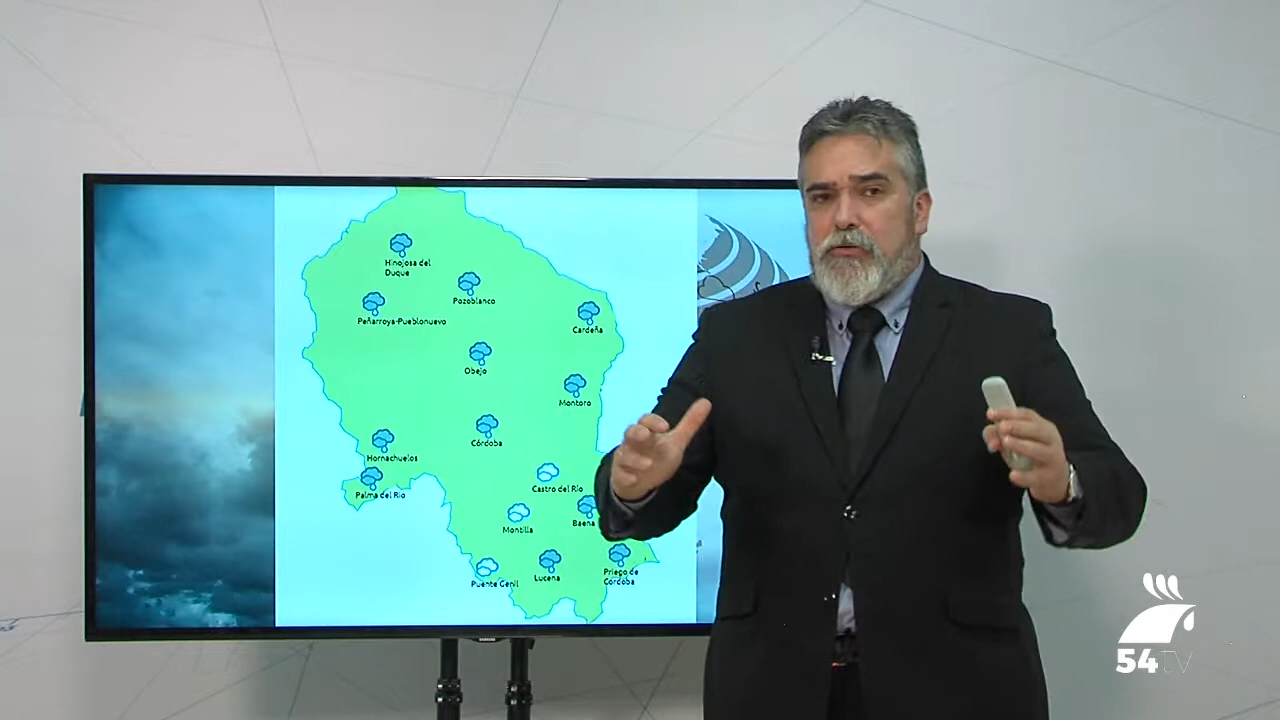 Hinojosa del
Duque
Pozoblanco
Peñarroya-Pueblonuevo
Cardeña
Obejo
Montoro
Córdoba
Hornachuelos
Palma del Río
Castro del Río
Montilla
Baena
Puente Genil
Lucena
Priego de
Córdoba
54TV